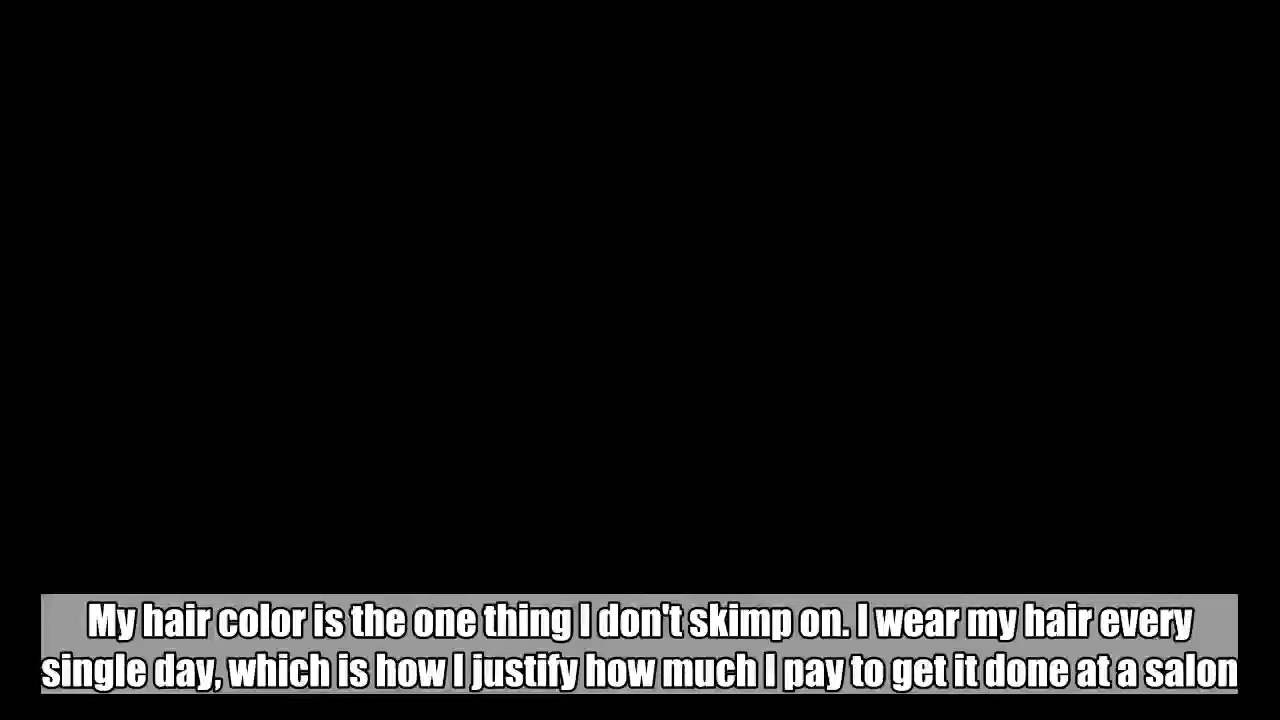 My hair color is the one thing I don't skimp on. I wear my hair every
single day, which is how I justify how much I pay to get it done at a salon